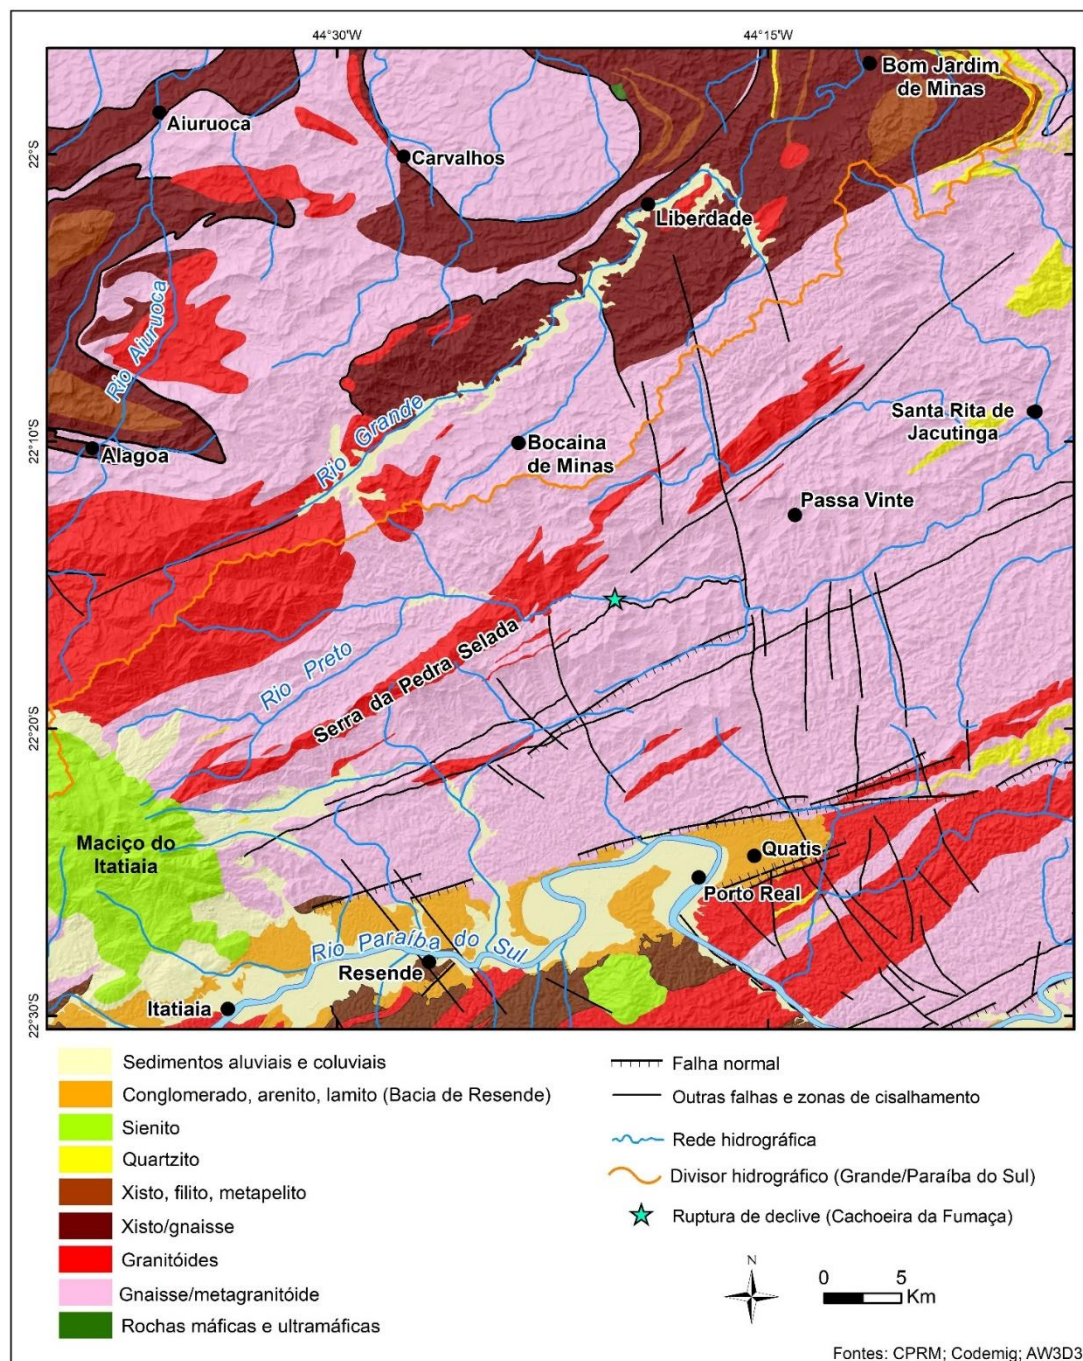 44°30'W
44°15'W
Bom Jardim
de Minas
Aiuruoca
Carvalhos
22°S
Liberdade
Rio Aiuruoca
Rio Grande
Santa Rita de
Jacutinga
22°10'S
Alagoa
Bocaina
de Minas
Passa Vinte
Rio Preto
Serra da Pedra Selada
22°20'S
Maciço do
Itatiaia
Quatis
Porto Real
Rio Paraíba do Sul
Resende
Itatiaia
22°30'S
Sedimentos aluviais e coluviais
Conglomerado, arenito, lamito (Bacia de Resende)
Sienito
Quartzito
Xisto, filito, metapelito
Xisto/gnaisse
Granitóides
Gnaisse/metagranitóide
Rochas máficas e ultramáficas
Falha normal
Outras falhas e zonas de cisalhamento
Rede hidrográfica
Divisor hidrográfico (Grande/Paraíba do Sul)
Ruptura de declive (Cachoeira da Fumaça)
N
0 5
Km
Fontes: CPRM; Codemig; AW3D3